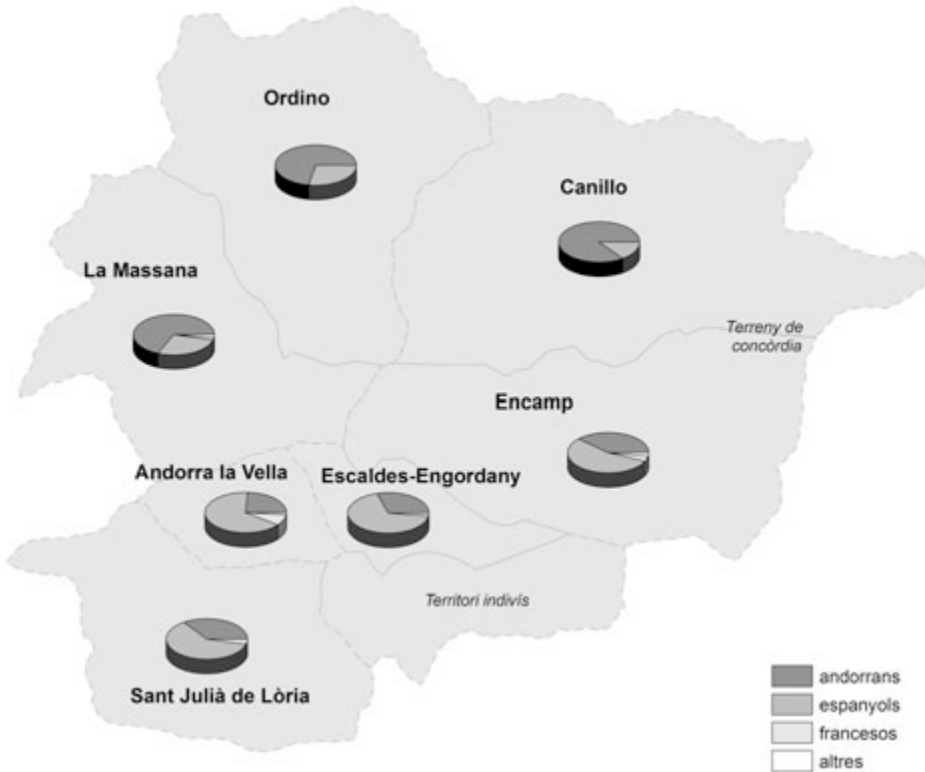 Ordino
Canillo
La Massana
Terreny de
concòrdia
Encamp
Andorra la Vella
Escaldes-Engordany
Territori indivís
Sant Julià de Lòria
andorrans
espanyols
francesos
altres